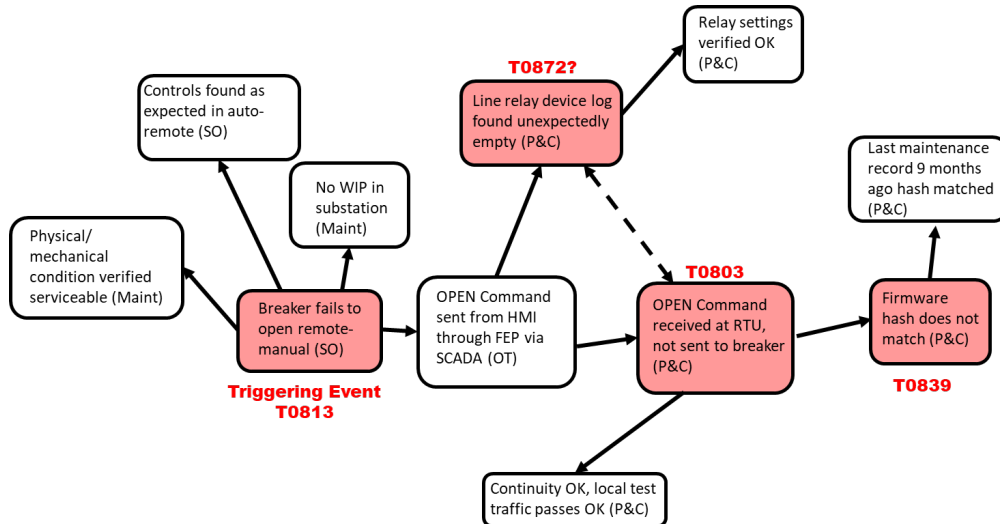 Relay settings
verified OK
(P&C)
T0872?
Controls found as
expected in auto-
remote (SO)
Line relay device log
found unexpectedly
empty (P&C)
Last maintenance
record 9 months
ago hash matched
(P&C)
No WIP in
substation
(Maint)
Physical/
mechanical
condition verified
serviceable (Maint)
T0803
Breaker fails to
open remote-
manual (SO)
OPEN Command
sent from HMI
through FEP via
SCADA (OT)
OPEN Command
received at RTU,
not sent to breaker
(P&C)
Firmware
hash does not
match (P&C)
Triggering Event
T0813
T0839
Continuity OK, local test
traffic passes OK (P&C)